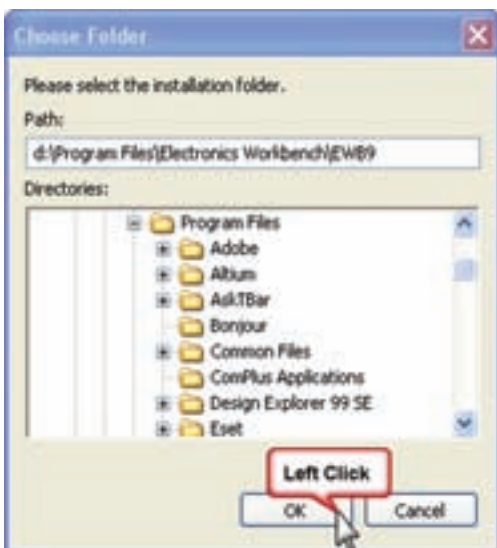 Choose Folder
Please select the installation folder.
Path:
d:\Program Files\Electronics Workbench\EWB9
Directories:
Program Files
Adobe
Altium
AskTBar
Bonjour
Common Files
ComPlus Applications
Design Explorer 99 SE
Eset
Left Click
OK
Cancel